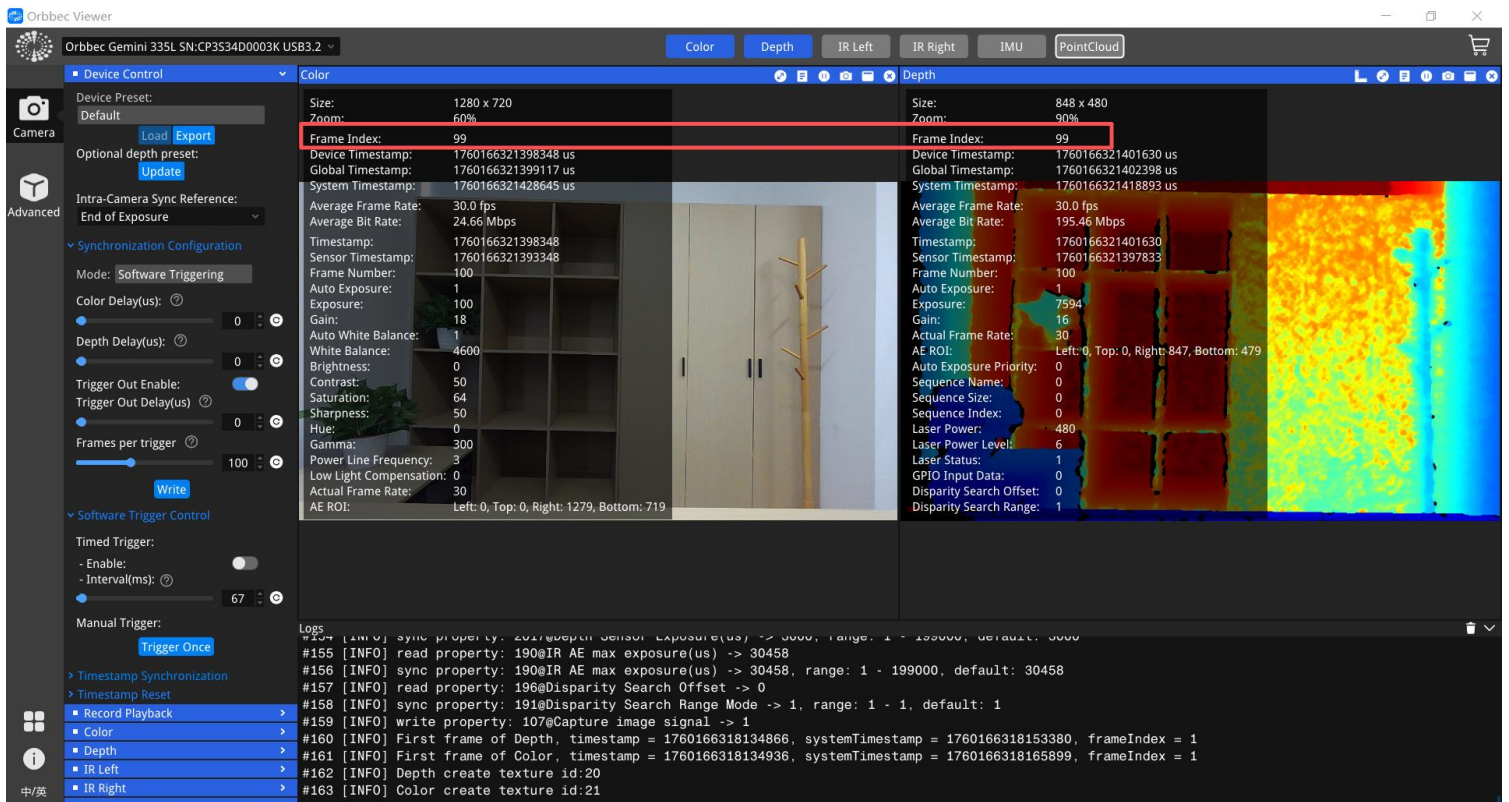 Orbbec Viewer
Orbbec Gemini 335L SN:CP3S34D0003K USB3.2
Color Depth IR Left IR Right IMU PointCloud
Camera
Advanced
中/英
Device Control
Device Preset:
Default
Load Export
Optional depth preset:
Update
Intra-Camera Sync Reference:
End of Exposure
Synchronization Configuration
Mode: Software Triggering
Color Delay(us): ?
0
Depth Delay(us): ?
0
Trigger Out Enable:
Trigger Out Delay(us) ?
0
Frames per trigger ?
100
Write
Software Trigger Control
Timed Trigger:
- Enable:
- Interval(ms): ?
67
Manual Trigger:
Trigger Once
Timestamp Synchronization
Timestamp Reset
Record Playback
Color
Depth
IR Left
IR Right
Color
Size: 1280 x 720
Zoom: 60%
Frame Index: 99
Device Timestamp: 1760166321398348 us
Global Timestamp: 1760166321399117 us
System Timestamp: 1760166321428645 us
Average Frame Rate: 30.0 fps
Average Bit Rate: 24.66 Mbps
Timestamp: 1760166321398348
Sensor Timestamp: 1760166321393348
Frame Number: 100
Auto Exposure: 1
Exposure: 100
Gain: 18
Auto White Balance: 1
White Balance: 4600
Brightness: 0
Contrast: 50
Saturation: 64
Sharpness: 50
Hue: 0
Gamma: 300
Power Line Frequency: 3
Low Light Compensation: 0
Actual Frame Rate: 30
AE ROI: Left: 0, Top: 0, Right: 1279, Bottom: 719
Depth
Size: 848 x 480
Zoom: 90%
Frame Index: 99
Device Timestamp: 1760166321401630 us
Global Timestamp: 1760166321402398 us
System Timestamp: 1760166321418893 us
Average Frame Rate: 30.0 fps
Average Bit Rate: 195.46 Mbps
Timestamp: 1760166321401630
Sensor Timestamp: 1760166321397833
Frame Number: 100
Auto Exposure: 1
Exposure: 7594
Gain: 16
Actual Frame Rate: 30
AE ROI: Left: 0, Top: 0, Right: 847, Bottom: 479
Auto Exposure Priority: 0
Sequence Name: 0
Sequence Size: 0
Sequence Index: 0
Laser Power: 480
Laser Power Level: 6
Laser Status: 1
GPIO Input Data: 0
Disparity Search Offset: 0
Disparity Search Range: 1
Logs
#154 [INFO] sync property: 2017@Depth Sensor Exposure(us) -> 3000, range: 1 - 199000, default: 3000
#155 [INFO] read property: 190@IR AE max exposure(us) -> 30458
#156 [INFO] sync property: 190@IR AE max exposure(us) -> 30458, range: 1 - 199000, default: 30458
#157 [INFO] read property: 196@Disparity Search Offset -> 0
#158 [INFO] sync property: 191@Disparity Search Range Mode -> 1, range: 1 - 1, default: 1
#159 [INFO] write property: 107@Capture image signal -> 1
#160 [INFO] First frame of Depth, timestamp = 1760166318134866, systemTimestamp = 1760166318153380, frameIndex = 1
#161 [INFO] First frame of Color, timestamp = 1760166318134936, systemTimestamp = 1760166318165899, frameIndex = 1
#162 [INFO] Depth create texture id:20
#163 [INFO] Color create texture id:21